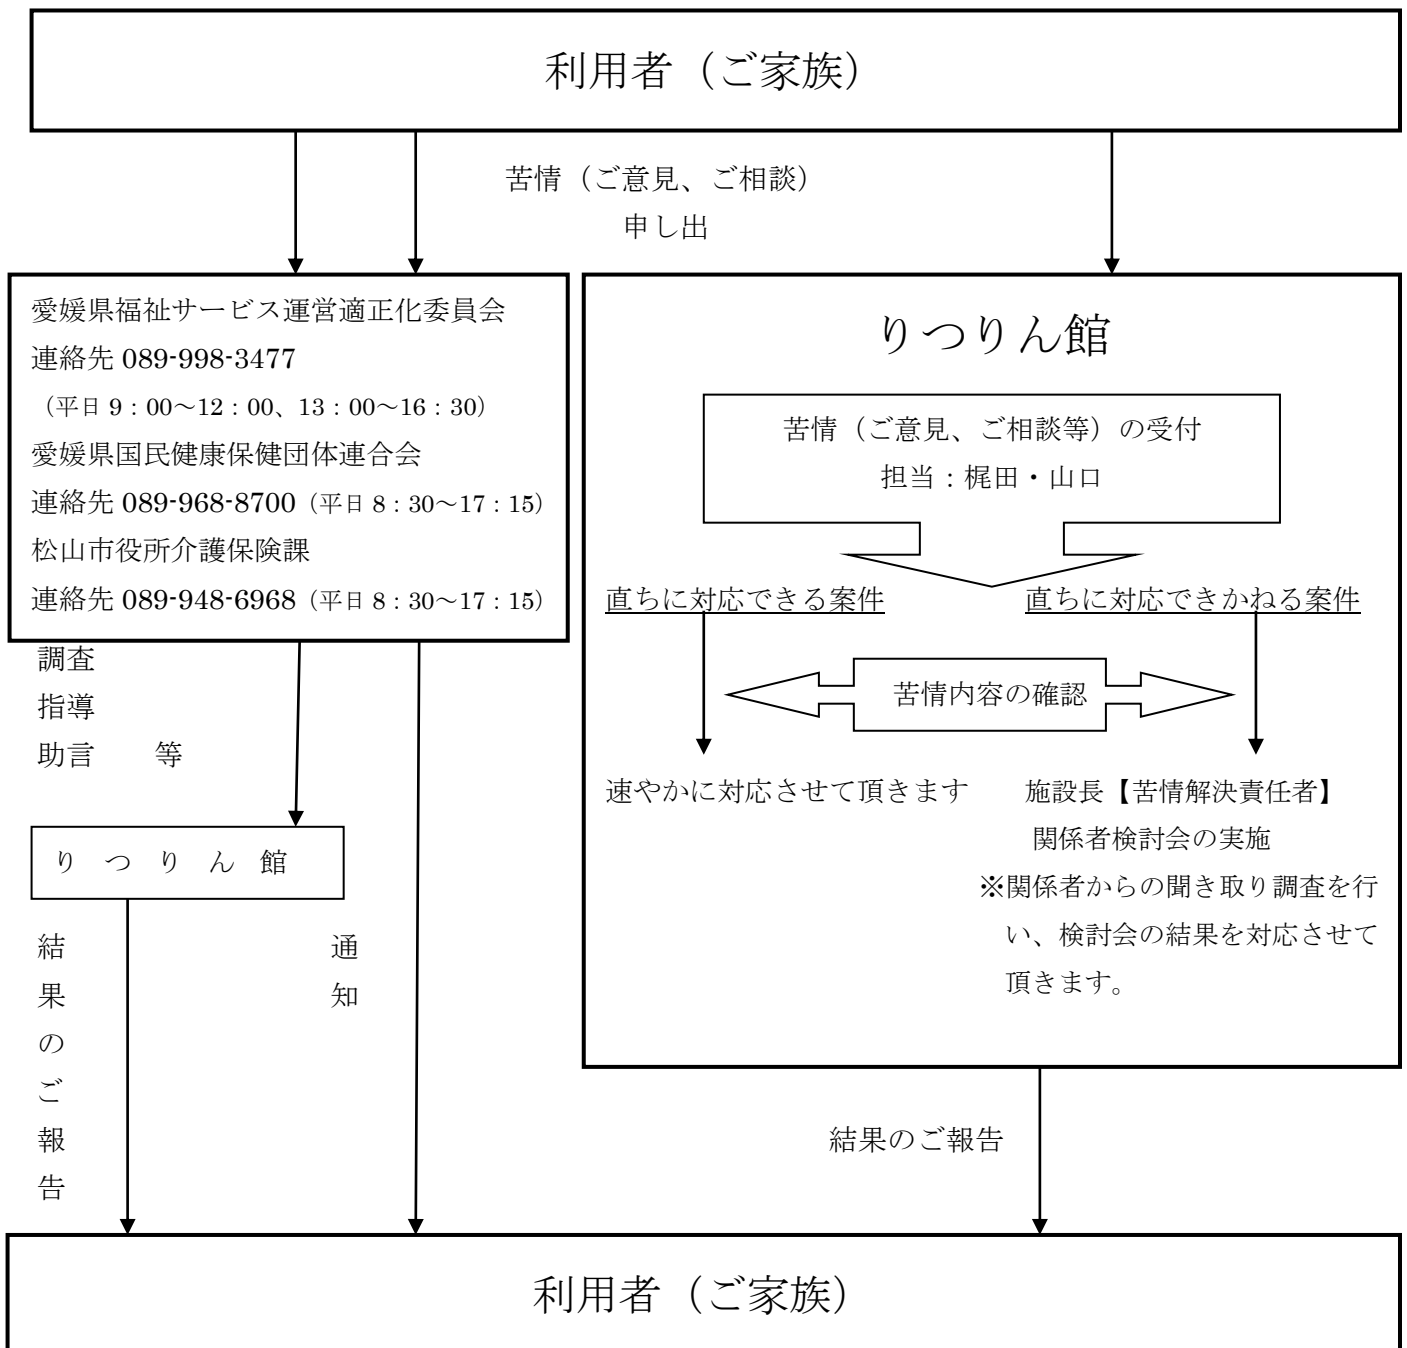 利用者（ご家族）
苦情（ご意見、ご相談）
申し出
愛媛県福祉サービス運営適正化委員会
連絡先 089-998-3477
（平日 9：00～12：00、13：00～16：30）
愛媛県国民健康保健団体連合会
連絡先 089-968-8700（平日 8：30～17：15）
松山市役所介護保険課
連絡先 089-948-6968（平日 8：30～17：15）
調査
指導
助言　　等
りつりん館
結果のご報告
通知
りつりん館
苦情（ご意見、ご相談等）の受付
担当：梶田・山口
直ちに対応できる案件
直ちに対応できかねる案件
苦情内容の確認
速やかに対応させて頂きます
施設長【苦情解決責任者】
関係者検討会の実施
※関係者からの聞き取り調査を行
い、検討会の結果を対応させて
頂きます。
結果のご報告
利用者（ご家族）